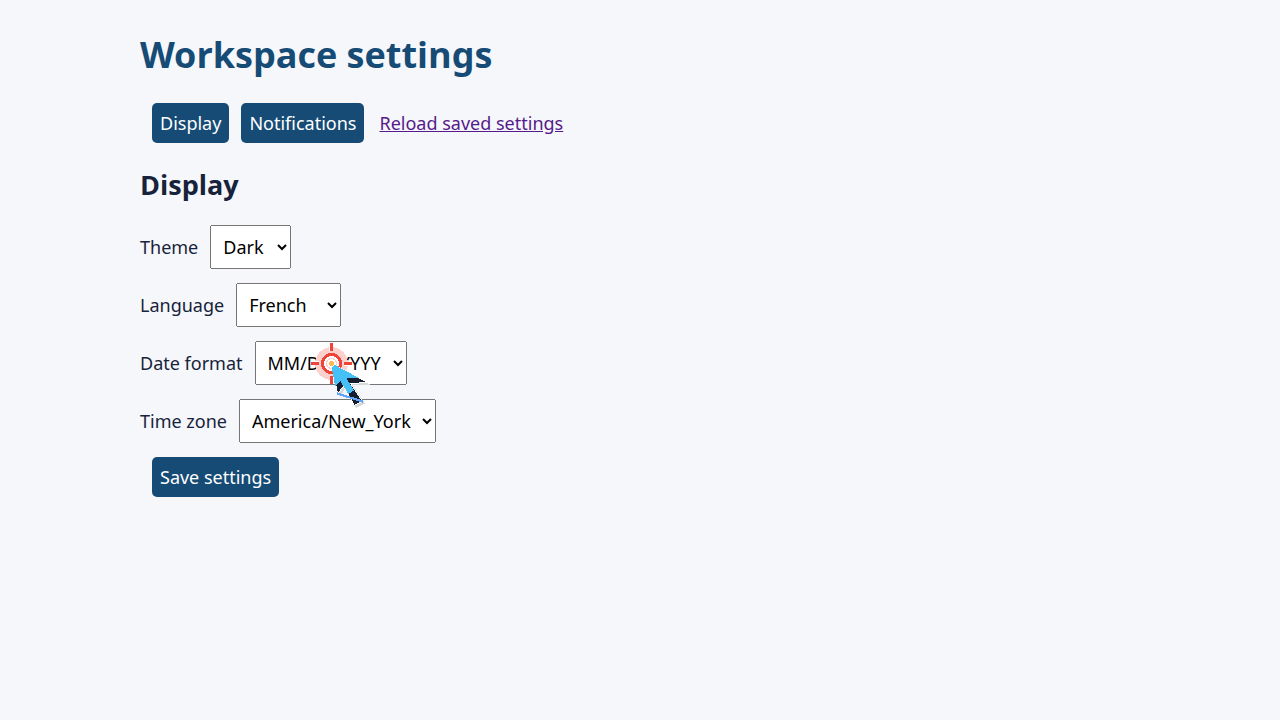 Workspace settings
Display Notifications Reload saved settings
Display
Theme Dark
Language French
Date format
Time zone America/New_York
Save settings